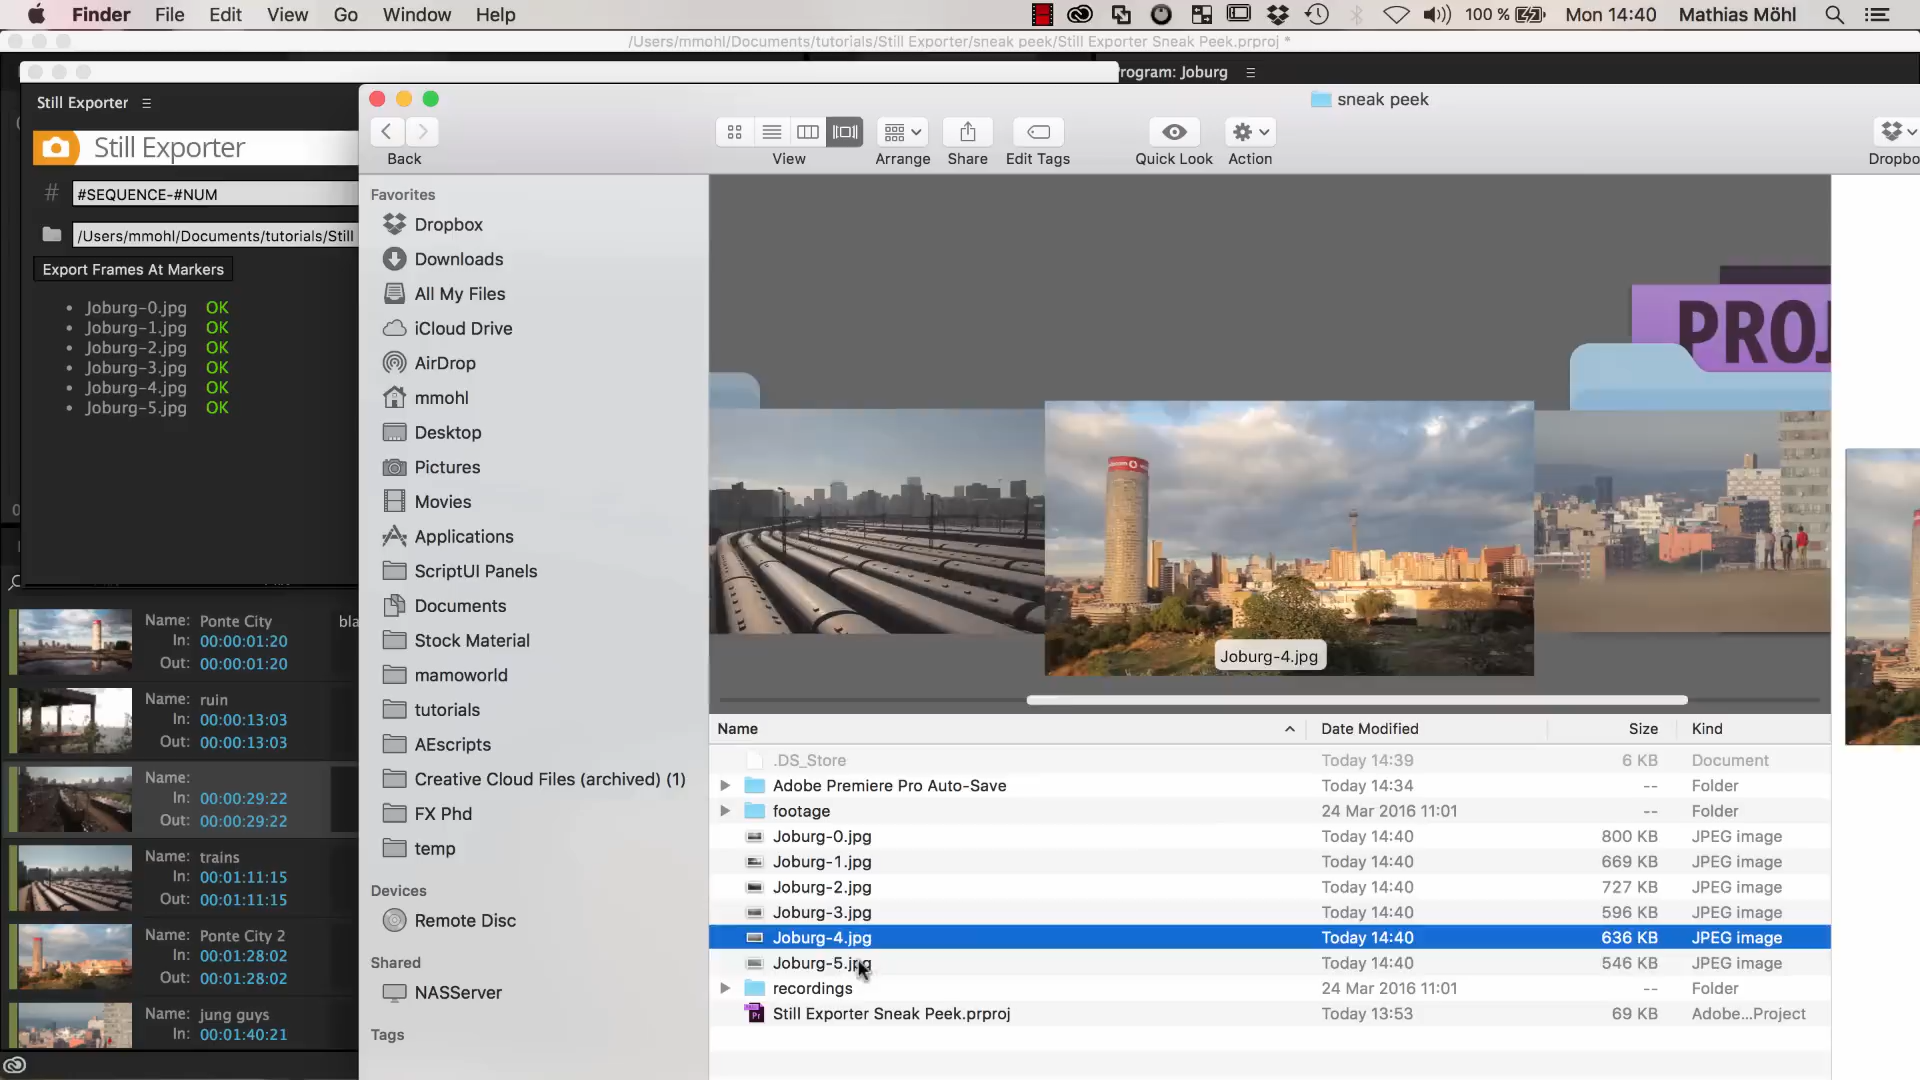 Finder File Edit View Go Window Help 100 % Mon 14:40 Mathias Möhl
/Users/mmohl/Documents/tutorials/Still Exporter/sneak peek/Still Exporter Sneak Peek.prproj *
rogram: Joburg
Still Exporter
sneak peek
Still Exporter
Back
View
Arrange
Share
Edit Tags
Quick Look
Action
Dropbo
# #SEQUENCE-#NUM
/Users/mmohl/Documents/tutorials/Still
Export Frames At Markers
• Joburg-0.jpg OK
• Joburg-1.jpg OK
• Joburg-2.jpg OK
• Joburg-3.jpg OK
• Joburg-4.jpg OK
• Joburg-5.jpg OK
Name: Ponte City bla
In: 00:00:01:20
Out: 00:00:01:20
Name: ruin
In: 00:00:13:03
Out: 00:00:13:03
Name:
In: 00:00:29:22
Out: 00:00:29:22
Name: trains
In: 00:01:11:15
Out: 00:01:11:15
Name: Ponte City 2
In: 00:01:28:02
Out: 00:01:28:02
Name: jung guys
In: 00:01:40:21
Favorites
Dropbox
Downloads
All My Files
iCloud Drive
AirDrop
mmohl
Desktop
Pictures
Movies
Applications
ScriptUI Panels
Documents
Stock Material
mamoworld
tutorials
AEscripts
Creative Cloud Files (archived) (1)
FX Phd
temp
Devices
Remote Disc
Shared
NASServer
Tags
PROJ
Joburg-4.jpg
Name Date Modified Size Kind
.DS_Store Today 14:39 6 KB Document
Adobe Premiere Pro Auto-Save Today 14:34 -- Folder
footage 24 Mar 2016 11:01 -- Folder
Joburg-0.jpg Today 14:40 800 KB JPEG image
Joburg-1.jpg Today 14:40 669 KB JPEG image
Joburg-2.jpg Today 14:40 727 KB JPEG image
Joburg-3.jpg Today 14:40 596 KB JPEG image
Joburg-4.jpg Today 14:40 636 KB JPEG image
Joburg-5.jpg Today 14:40 546 KB JPEG image
recordings 24 Mar 2016 11:01 -- Folder
Still Exporter Sneak Peek.prproj Today 13:53 69 KB Adobe...Project